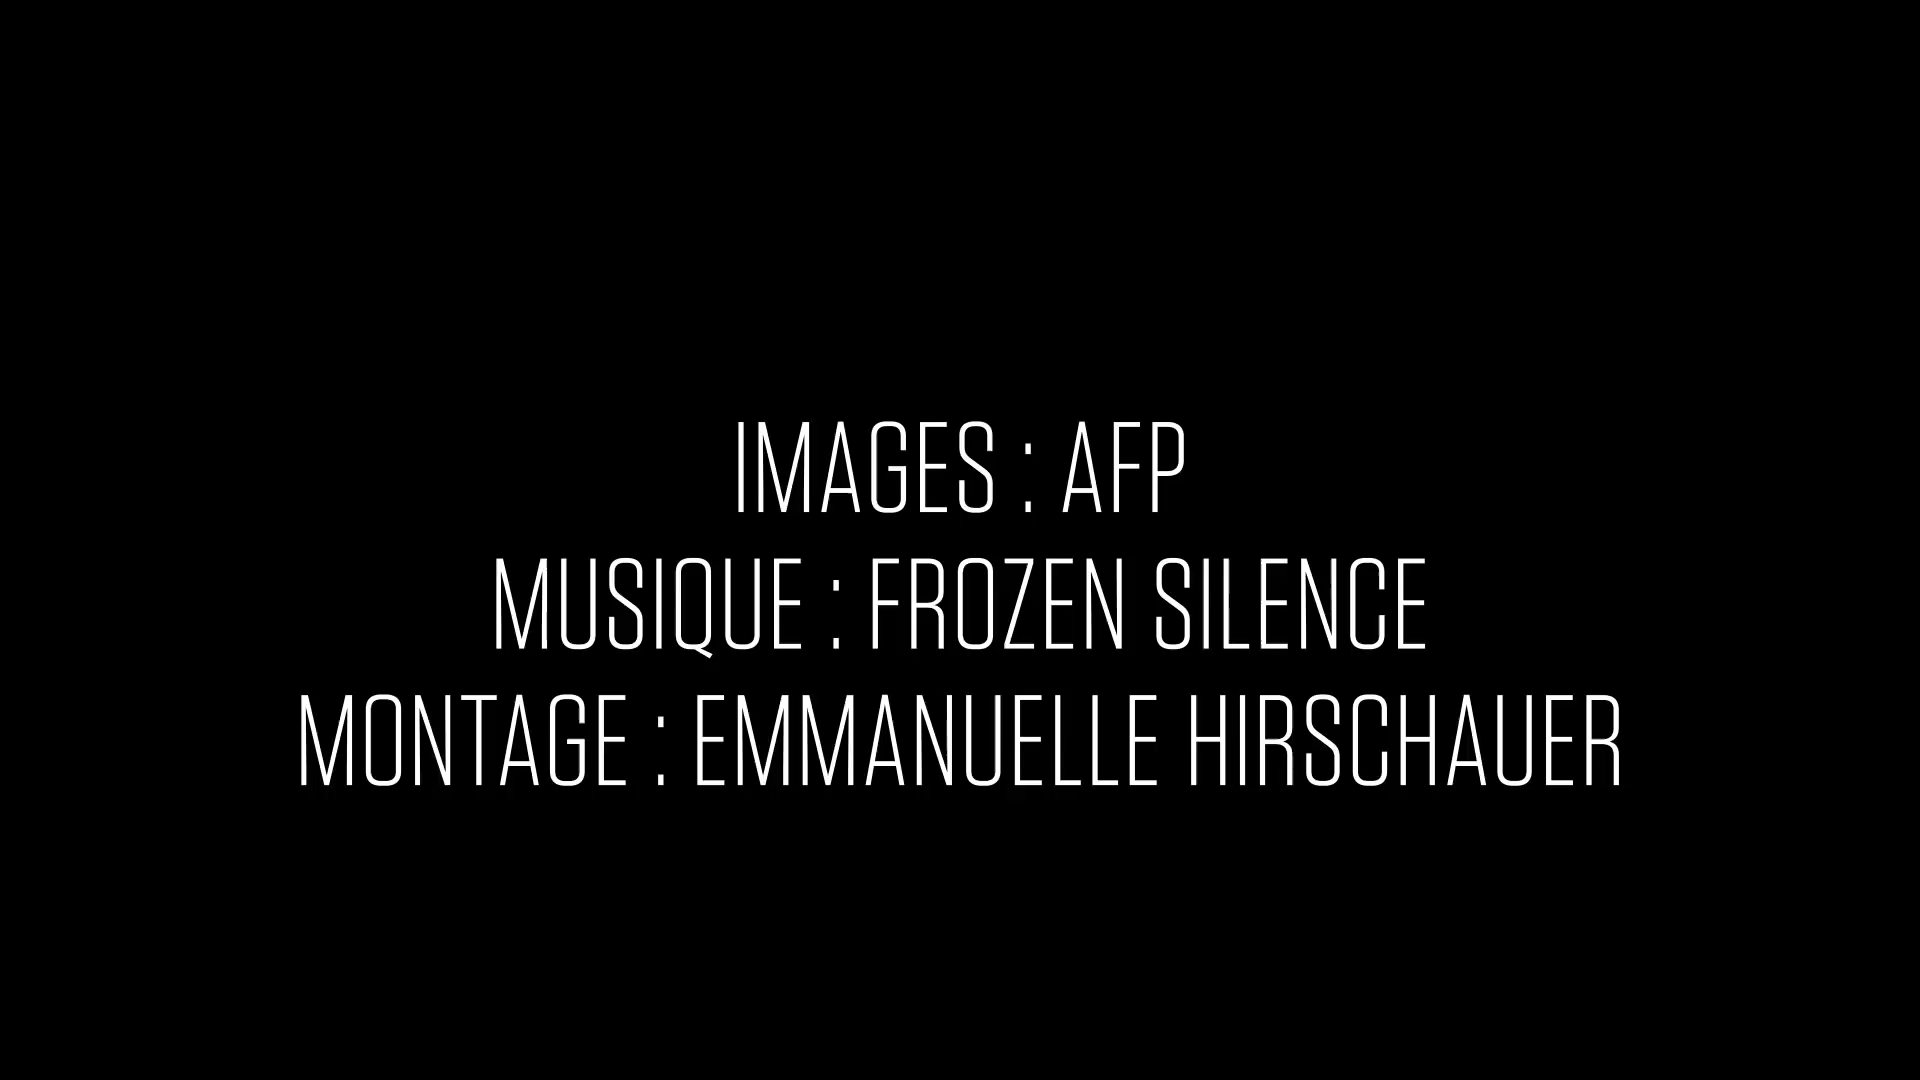 IMAGES : AFP
MUSIQUE : FROZEN SILENCE
MONTAGE : EMMANUELLE HIRSCHAUER